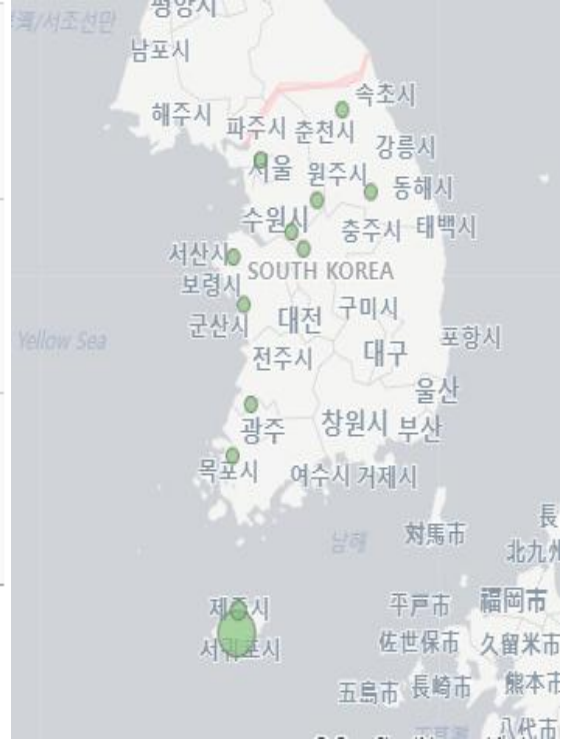 평양시
서조선만
남포시
속초시
해주시
파주시 춘천시
강릉시
서울
원주시
동해시
수원시
충주시
태백시
서산시
SOUTH KOREA
보령시
대전
구미시
군산시
Yellow Sea
포항시
전주시
대구
울산
광주
창원시
부산
목포시
여수시
거제시
남해
対馬市
長
北九州
제주시
平戸市
福岡市
서귀포시
佐世保市
久留米市
五島市
長崎市
熊本市
八代市